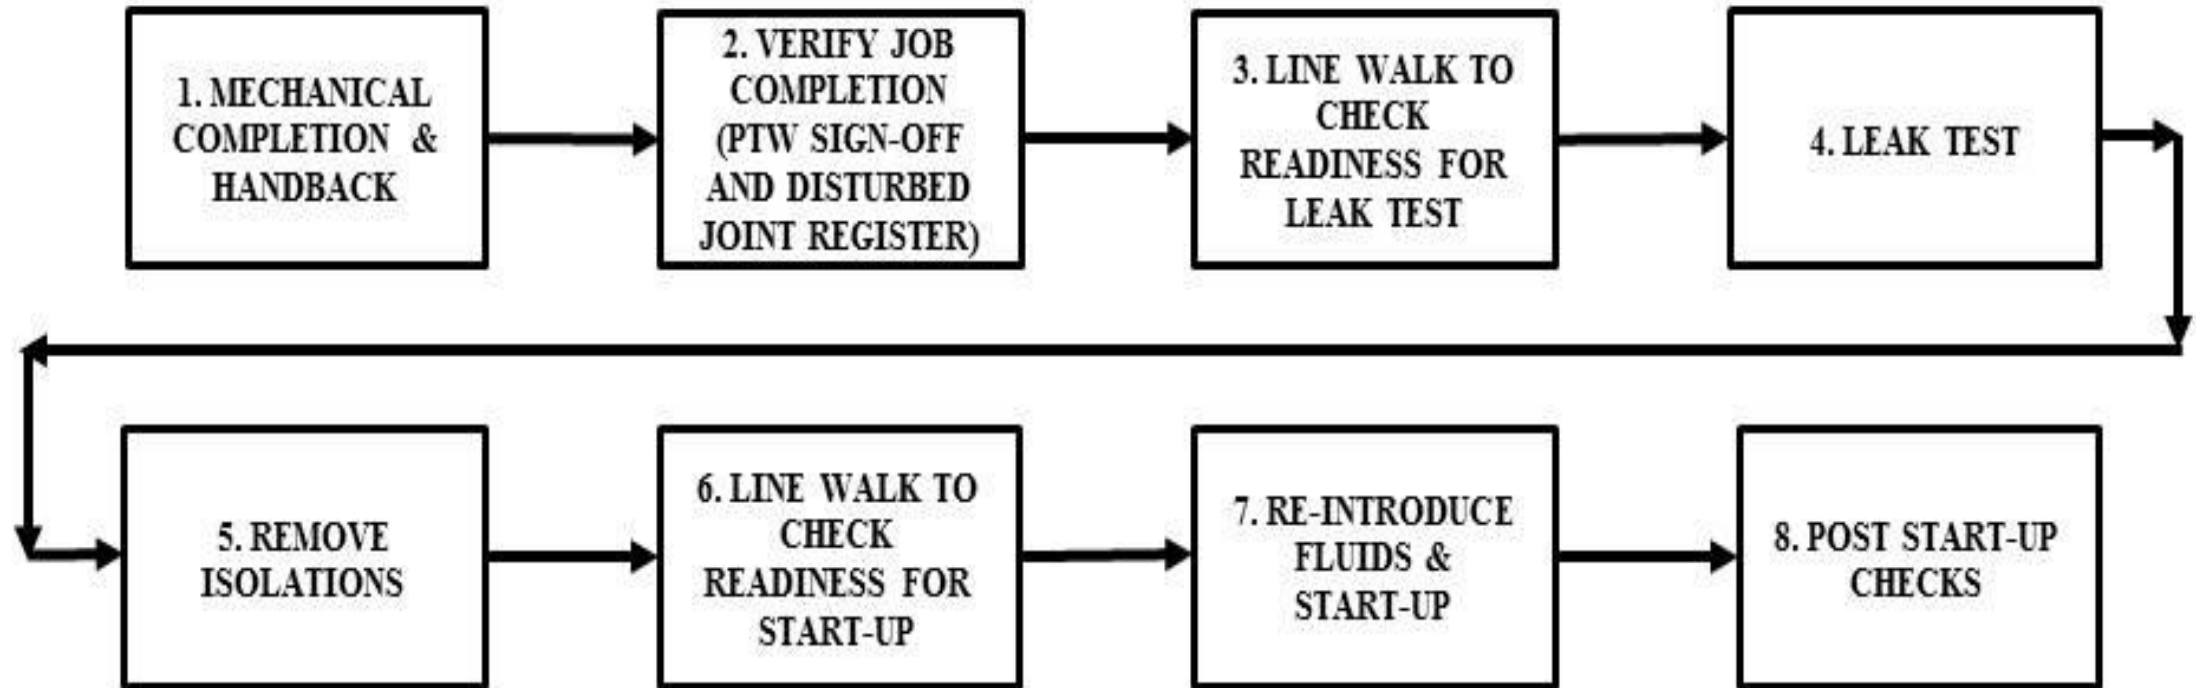 1. MECHANICAL
COMPLETION &
HANDBACK
2. VERIFY JOB
COMPLETION
(PTW SIGN-OFF
AND DISTURBED
JOINT REGISTER)
3. LINE WALK TO
CHECK
READINESS FOR
LEAK TEST
4. LEAK TEST
5. REMOVE
ISOLATIONS
6. LINE WALK TO
CHECK
READINESS FOR
START-UP
7. RE-INTRODUCE
FLUIDS &
START-UP
8. POST START-UP
CHECKS